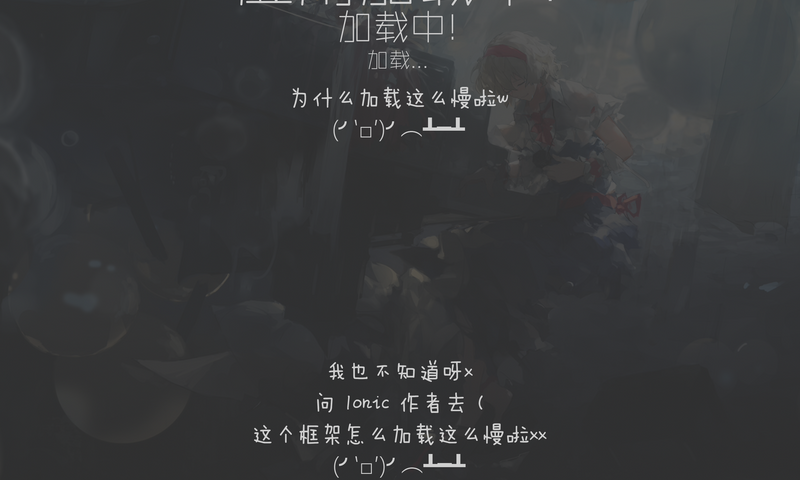 加载中!
加载...
为什么加载这么慢啦w
(╯‵□′)╯︵┻━┻
我也不知道呀x
问 Ionic 作者去 (
这个框架怎么加载这么慢啦xx
(╯‵□′)╯︵┻━┻